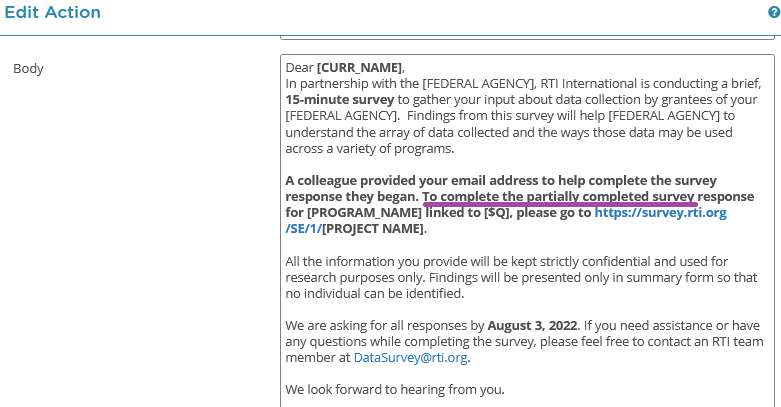 Edit Action
?
Body
Dear [CURR_NAME],
In partnership with the [FEDERAL AGENCY], RTI International is conducting a brief,
15-minute survey to gather your input about data collection by grantees of your
[FEDERAL AGENCY].  Findings from this survey will help [FEDERAL AGENCY] to
understand the array of data collected and the ways those data may be used
across a variety of programs.
A colleague provided your email address to help complete the survey
response they began. To complete the partially completed survey response
for [PROGRAM_NAME] linked to [$Q], please go to https://survey.rti.org
/SE/1/[PROJECT NAME].
All the information you provide will be kept strictly confidential and used for
research purposes only. Findings will be presented only in summary form so that
no individual can be identified.
We are asking for all responses by August 3, 2022. If you need assistance or have
any questions while completing the survey, please feel free to contact an RTI team
member at DataSurvey@rti.org.
We look forward to hearing from you.